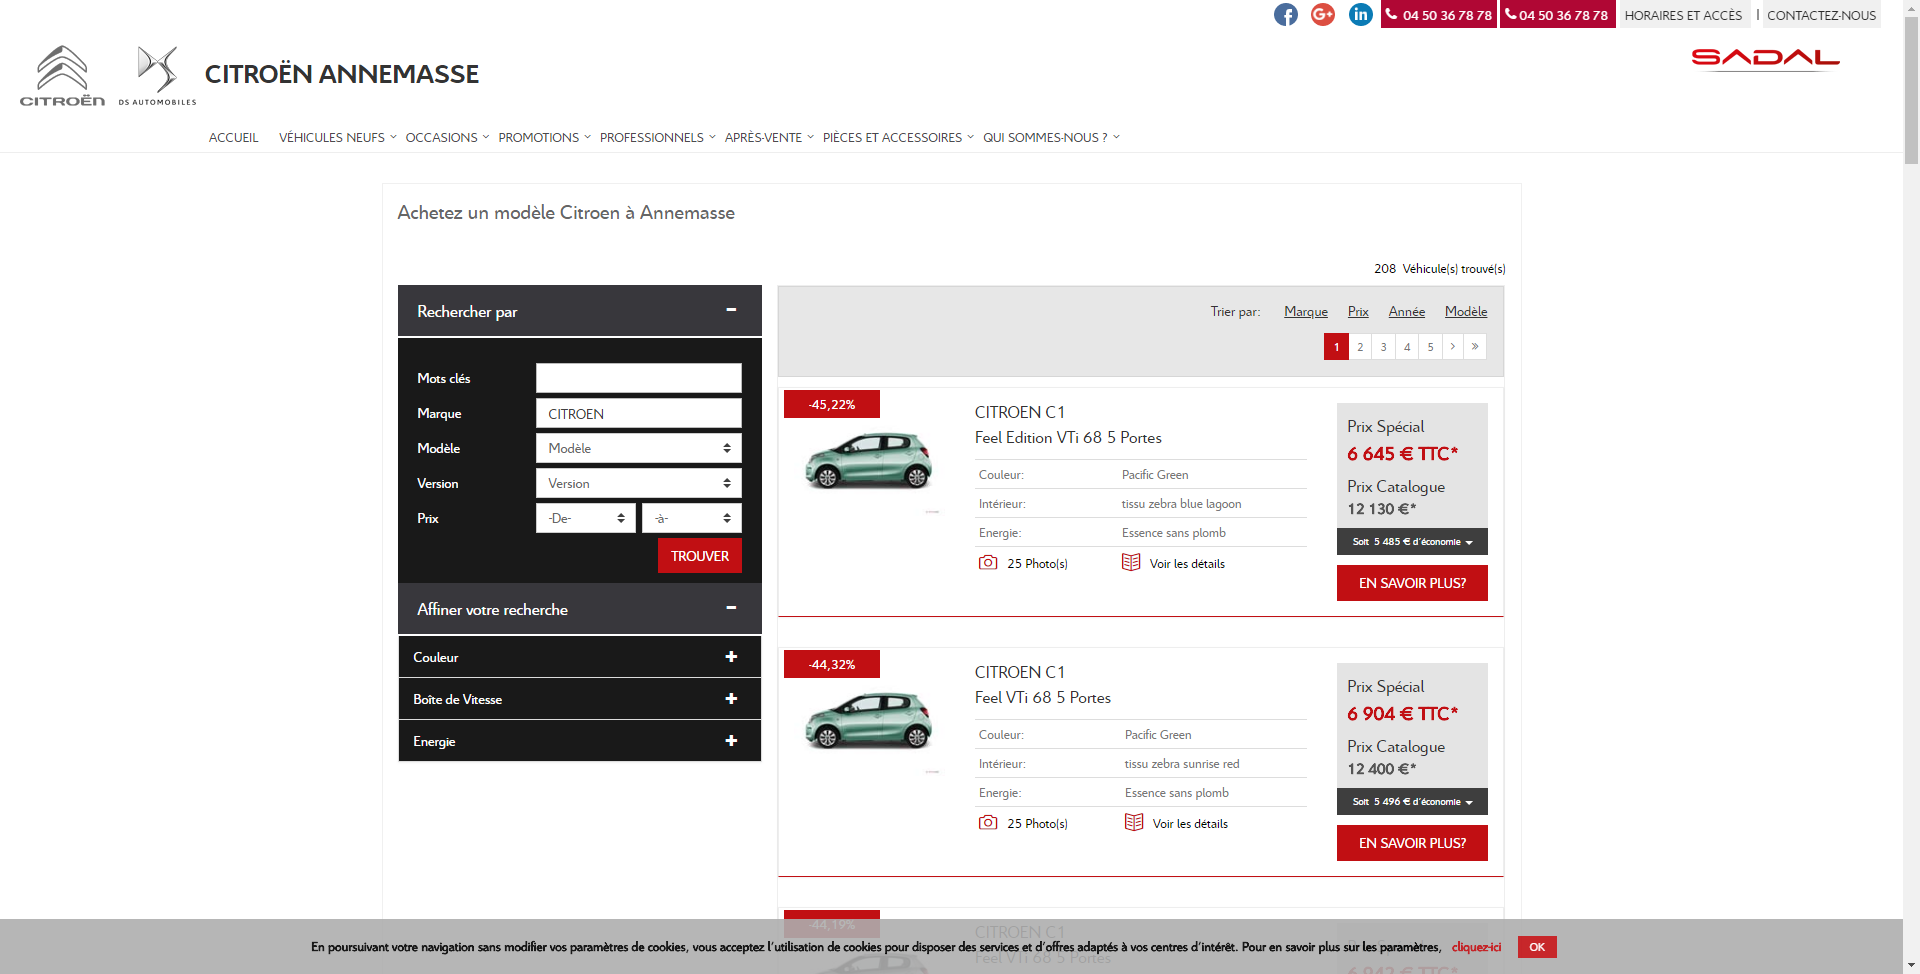 04 50 36 78 78
04 50 36 78 78
HORAIRES ET ACCÈS
|
CONTACTEZ-NOUS
CITROËN
DS AUTOMOBILES
CITROËN ANNEMASSE
SADAL
ACCUEIL
VÉHICULES NEUFS
OCCASIONS
PROMOTIONS
PROFESSIONNELS
APRÈS-VENTE
PIÈCES ET ACCESSOIRES
QUI SOMMES-NOUS ?
Achetez un modèle Citroen à Annemasse
208 Véhicule(s) trouvé(s)
Rechercher par
Mots clés
Marque
CITROEN
Modèle
Modèle
Version
Version
Prix
-De-
-à-
TROUVER
Affiner votre recherche
Couleur
Boîte de Vitesse
Energie
Trier par: Marque Prix Année Modèle
1 2 3 4 5 › »
-45,22%
CITROEN C1
Feel Edition VTi 68 5 Portes
Couleur: Pacific Green
Intérieur: tissu zebra blue lagoon
Energie: Essence sans plomb
25 Photo(s)
Voir les détails
Prix Spécial
6 645 € TTC*
Prix Catalogue
12 130 €*
Soit 5 485 € d'économie
EN SAVOIR PLUS?
-44,32%
CITROEN C1
Feel VTi 68 5 Portes
Couleur: Pacific Green
Intérieur: tissu zebra sunrise red
Energie: Essence sans plomb
25 Photo(s)
Voir les détails
Prix Spécial
6 904 € TTC*
Prix Catalogue
12 400 €*
Soit 5 496 € d'économie
EN SAVOIR PLUS?
-44,19%
CITROEN C1
Feel VTi 68 5 Portes
En poursuivant votre navigation sans modifier vos paramètres de cookies, vous acceptez l'utilisation de cookies pour disposer des services et d'offres adaptés à vos centres d'intérêt. Pour en savoir plus sur les paramètres, cliquez-ici
OK